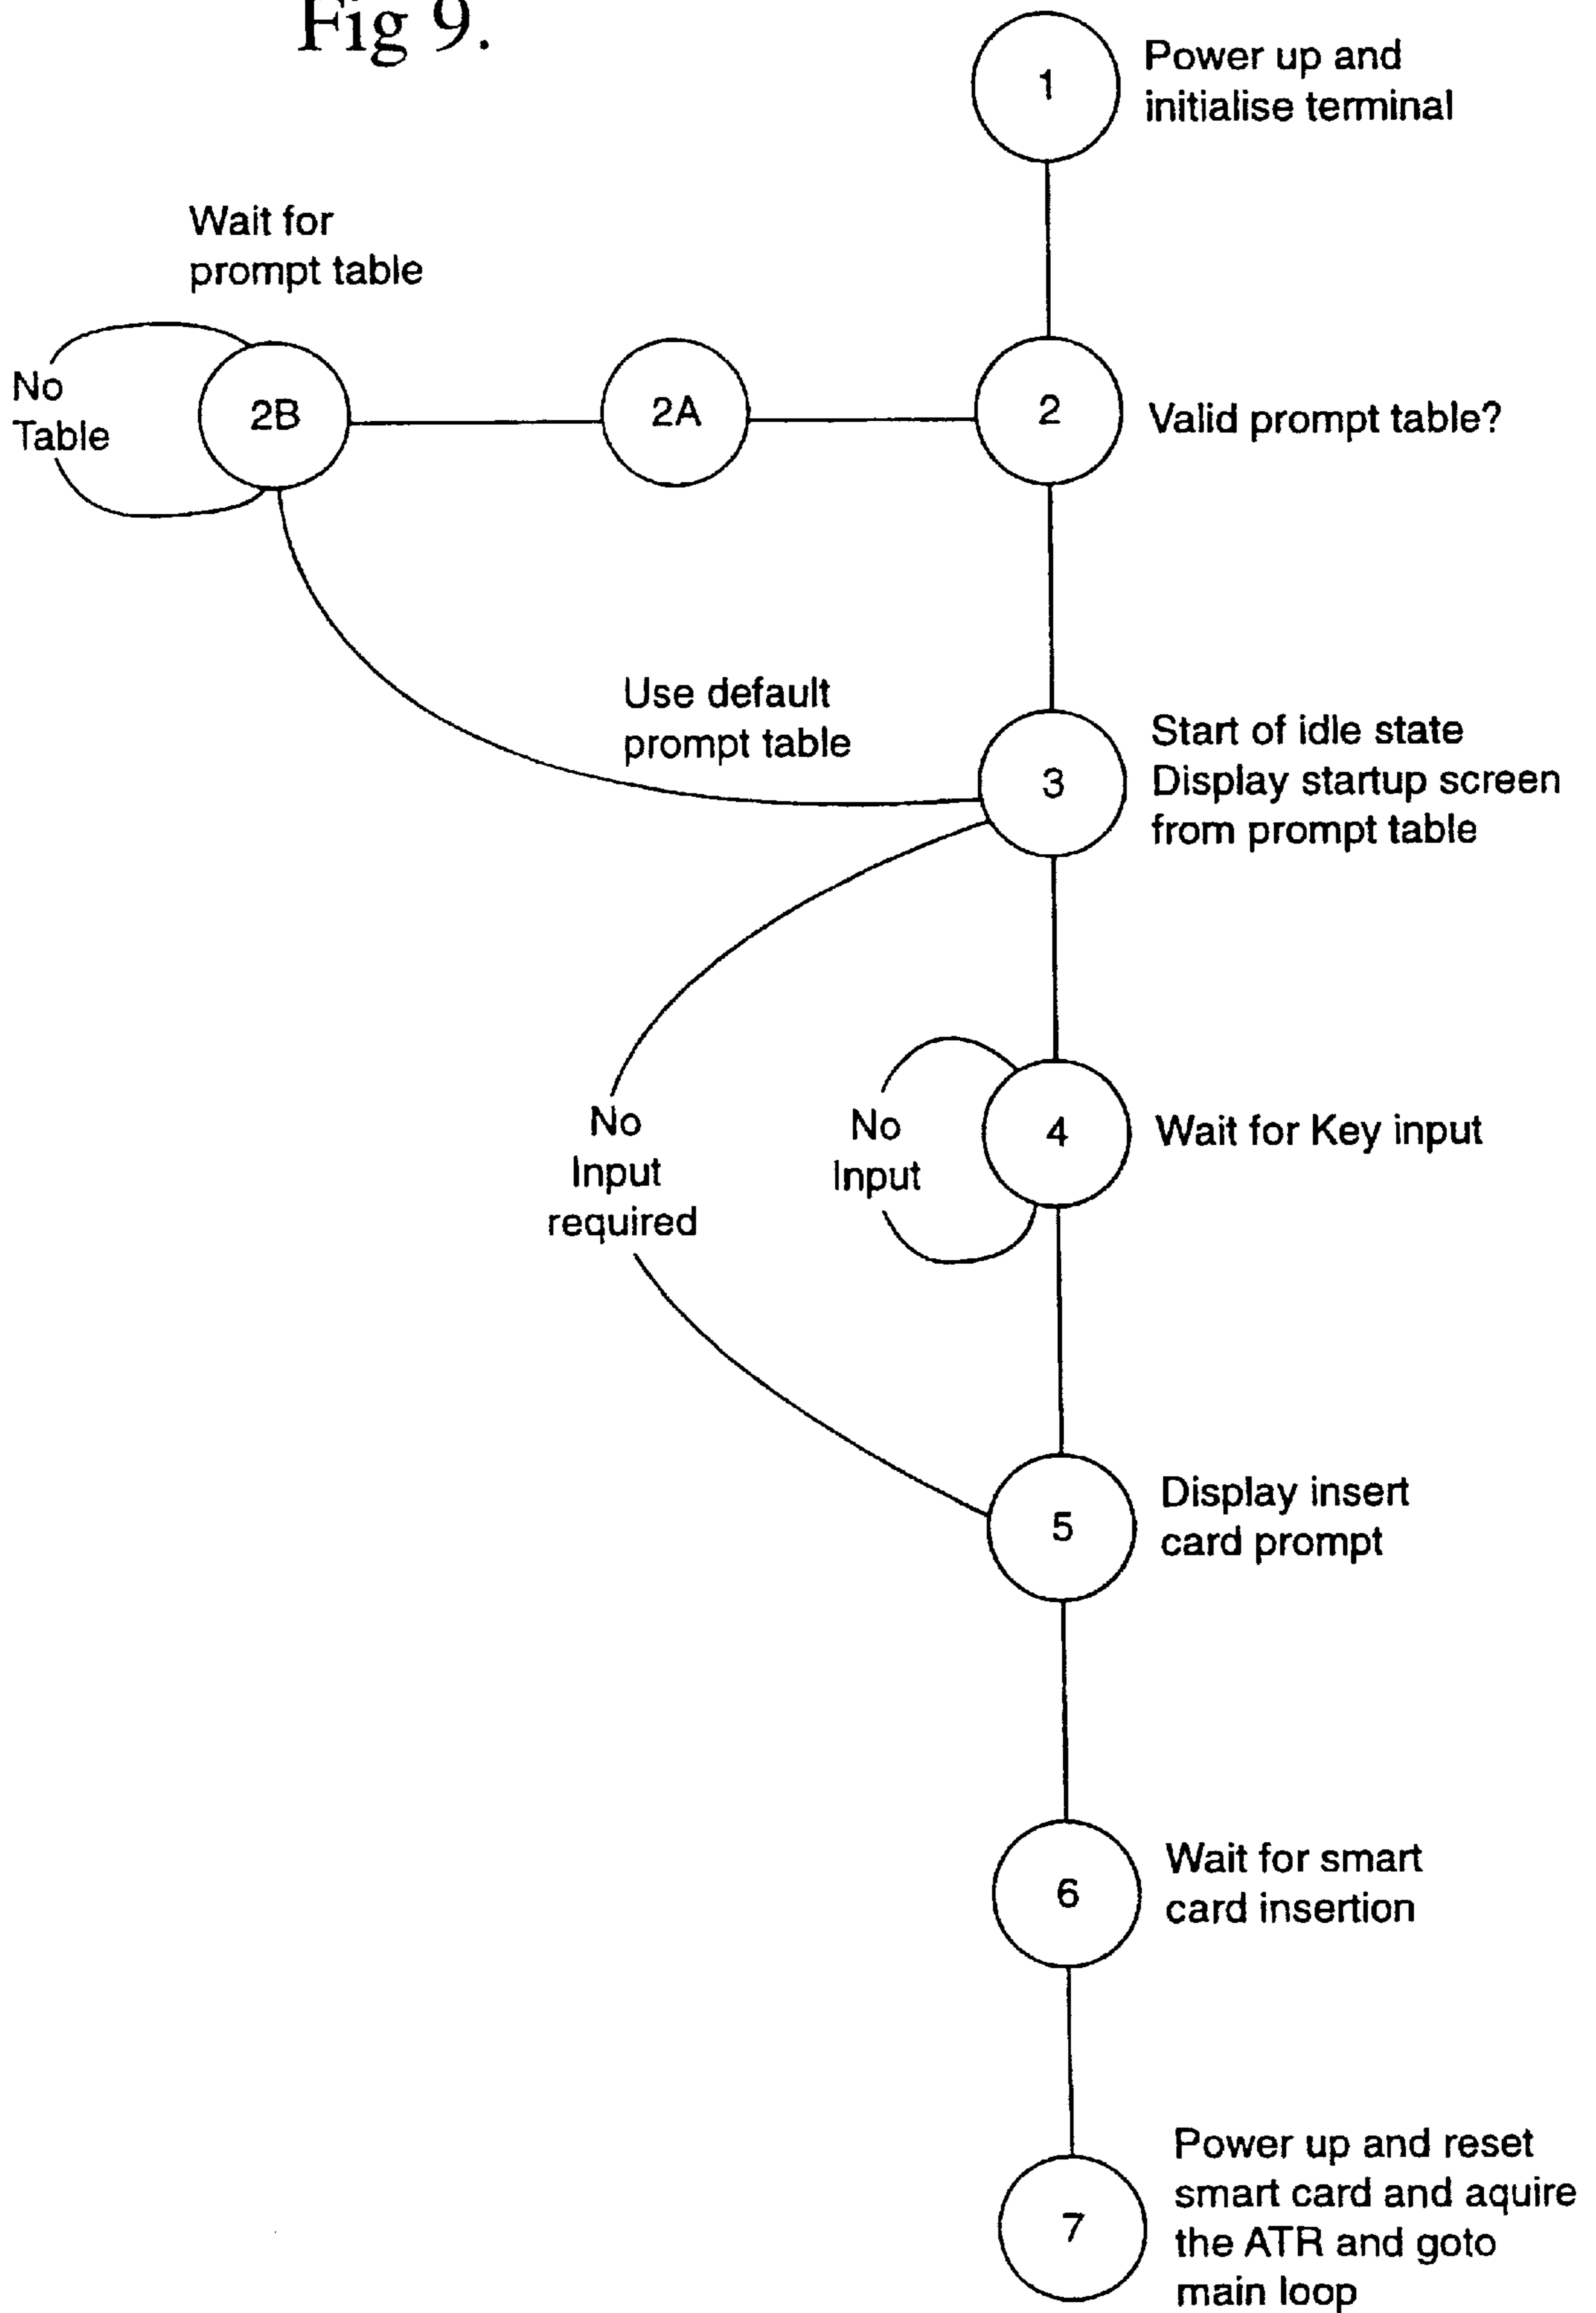 Fig 9.
1
Power up and
initialise terminal
Wait for
prompt table
No
Table
2B
2A
2
Valid prompt table?
Use default
prompt table
3
Start of idle state
Display startup screen
from prompt table
No
Input
required
No
Input
4
Wait for Key input
5
Display insert
card prompt
6
Wait for smart
card insertion
7
Power up and reset
smart card and aquire
the ATR and goto
main loop